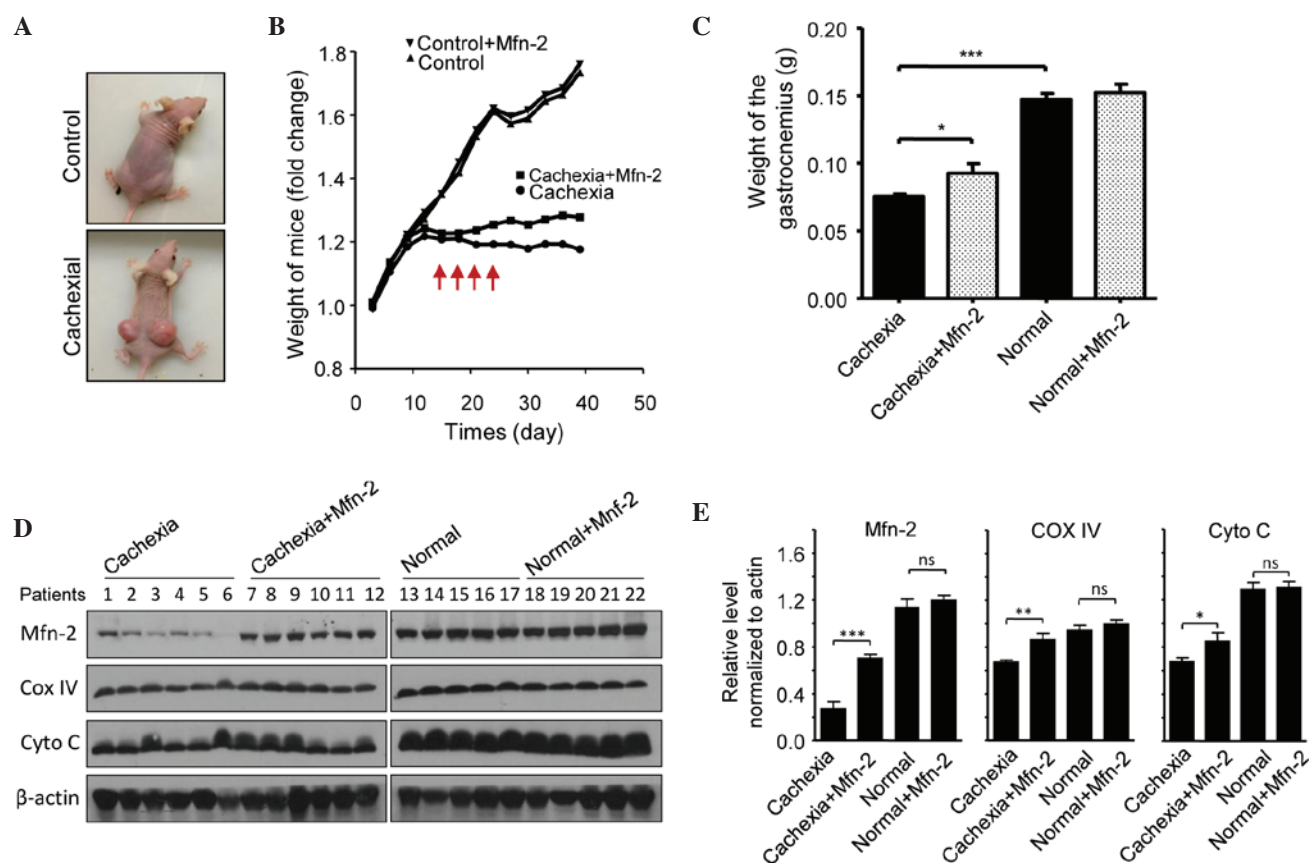 A
Control
Cachexial
B
Weight of mice (fold change)
1.8
1.6
1.4
1.2
1.0
0.8
Control+Mfn-2
Control
Cachexia+Mfn-2
Cachexia
0 10 20 30 40 50
Times (day)
C
Weight of the
gastrocnemius (g)
0.20
0.15
0.10
0.05
0.00
***
*
Cachexia
Cachexia+Mfn-2
Normal
Normal+Mfn-2
D
Cachexia
Cachexia+Mfn-2
Normal
Normal+Mnf-2
Patients 1 2 3 4 5 6 7 8 9 10 11 12 13 14 15 16 17 18 19 20 21 22
Mfn-2
Cox IV
Cyto C
β-actin
E
Relative level
normalized to actin
1.6
1.2
0.8
0.4
0.0
Mfn-2
***
ns
Cachexia
Cachexia+Mfn-2
Normal
Normal+Mfn-2
COX IV
**
ns
Cachexia
Cachexia+Mfn-2
Normal
Normal+Mfn-2
Cyto C
*
ns
Cachexia
Cachexia+Mfn-2
Normal
Normal+Mfn-2